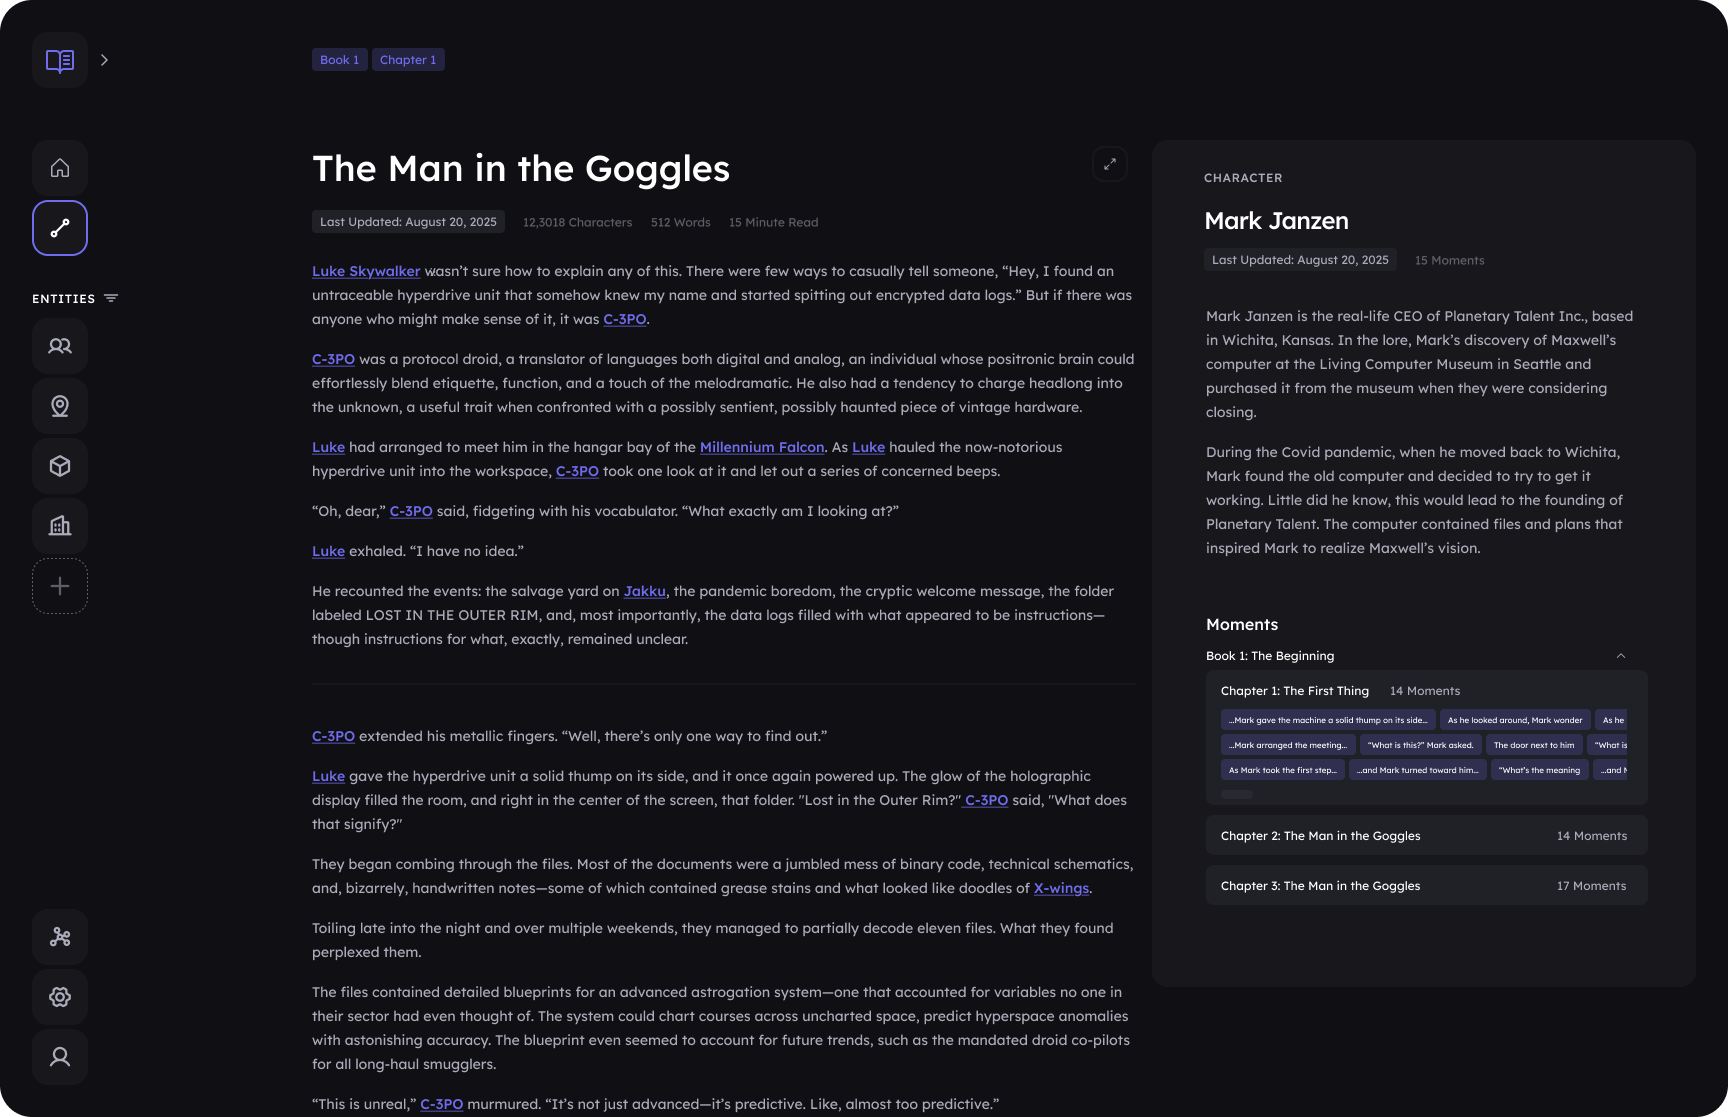 Book 1 Chapter 1
The Man in the Goggles
Last Updated: August 20, 2025 12,3018 Characters 512 Words 15 Minute Read
ENTITIES
Luke Skywalker wasn’t sure how to explain any of this. There were few ways to casually tell someone, “Hey, I found an
untraceable hyperdrive unit that somehow knew my name and started spitting out encrypted data logs.” But if there was
anyone who might make sense of it, it was C-3PO.
C-3PO was a protocol droid, a translator of languages both digital and analog, an individual whose positronic brain could
effortlessly blend etiquette, function, and a touch of the melodramatic. He also had a tendency to charge headlong into
the unknown, a useful trait when confronted with a possibly sentient, possibly haunted piece of vintage hardware.
Luke had arranged to meet him in the hangar bay of the Millennium Falcon. As Luke hauled the now-notorious
hyperdrive unit into the workspace, C-3PO took one look at it and let out a series of concerned beeps.
“Oh, dear,” C-3PO said, fidgeting with his vocabulator. “What exactly am I looking at?”
Luke exhaled. “I have no idea.”
He recounted the events: the salvage yard on Jakku, the pandemic boredom, the cryptic welcome message, the folder
labeled LOST IN THE OUTER RIM, and, most importantly, the data logs filled with what appeared to be instructions—
though instructions for what, exactly, remained unclear.
C-3PO extended his metallic fingers. “Well, there’s only one way to find out.”
Luke gave the hyperdrive unit a solid thump on its side, and it once again powered up. The glow of the holographic
display filled the room, and right in the center of the screen, that folder. "Lost in the Outer Rim?" C-3PO said, "What does
that signify?"
They began combing through the files. Most of the documents were a jumbled mess of binary code, technical schematics,
and, bizarrely, handwritten notes—some of which contained grease stains and what looked like doodles of X-wings.
Toiling late into the night and over multiple weekends, they managed to partially decode eleven files. What they found
perplexed them.
The files contained detailed blueprints for an advanced astrogation system—one that accounted for variables no one in
their sector had even thought of. The system could chart courses across uncharted space, predict hyperspace anomalies
with astonishing accuracy. The blueprint even seemed to account for future trends, such as the mandated droid co-pilots
for all long-haul smugglers.
“This is unreal,” C-3PO murmured. “It’s not just advanced—it’s predictive. Like, almost too predictive.”
CHARACTER
Mark Janzen
Last Updated: August 20, 2025 15 Moments
Mark Janzen is the real-life CEO of Planetary Talent Inc., based
in Wichita, Kansas. In the lore, Mark’s discovery of Maxwell’s
computer at the Living Computer Museum in Seattle and
purchased it from the museum when they were considering
closing.
During the Covid pandemic, when he moved back to Wichita,
Mark found the old computer and decided to try to get it
working. Little did he know, this would lead to the founding of
Planetary Talent. The computer contained files and plans that
inspired Mark to realize Maxwell’s vision.
Moments
Book 1: The Beginning
Chapter 1: The First Thing 14 Moments
...Mark gave the machine a solid thump on its side... As he looked around, Mark wonder As he
...Mark arranged the meeting... “What is this?” Mark asked. The door next to him “What is
As Mark took the first step... ...and Mark turned toward him... “What’s the meaning ...and
Chapter 2: The Man in the Goggles 14 Moments
Chapter 3: The Man in the Goggles 17 Moments